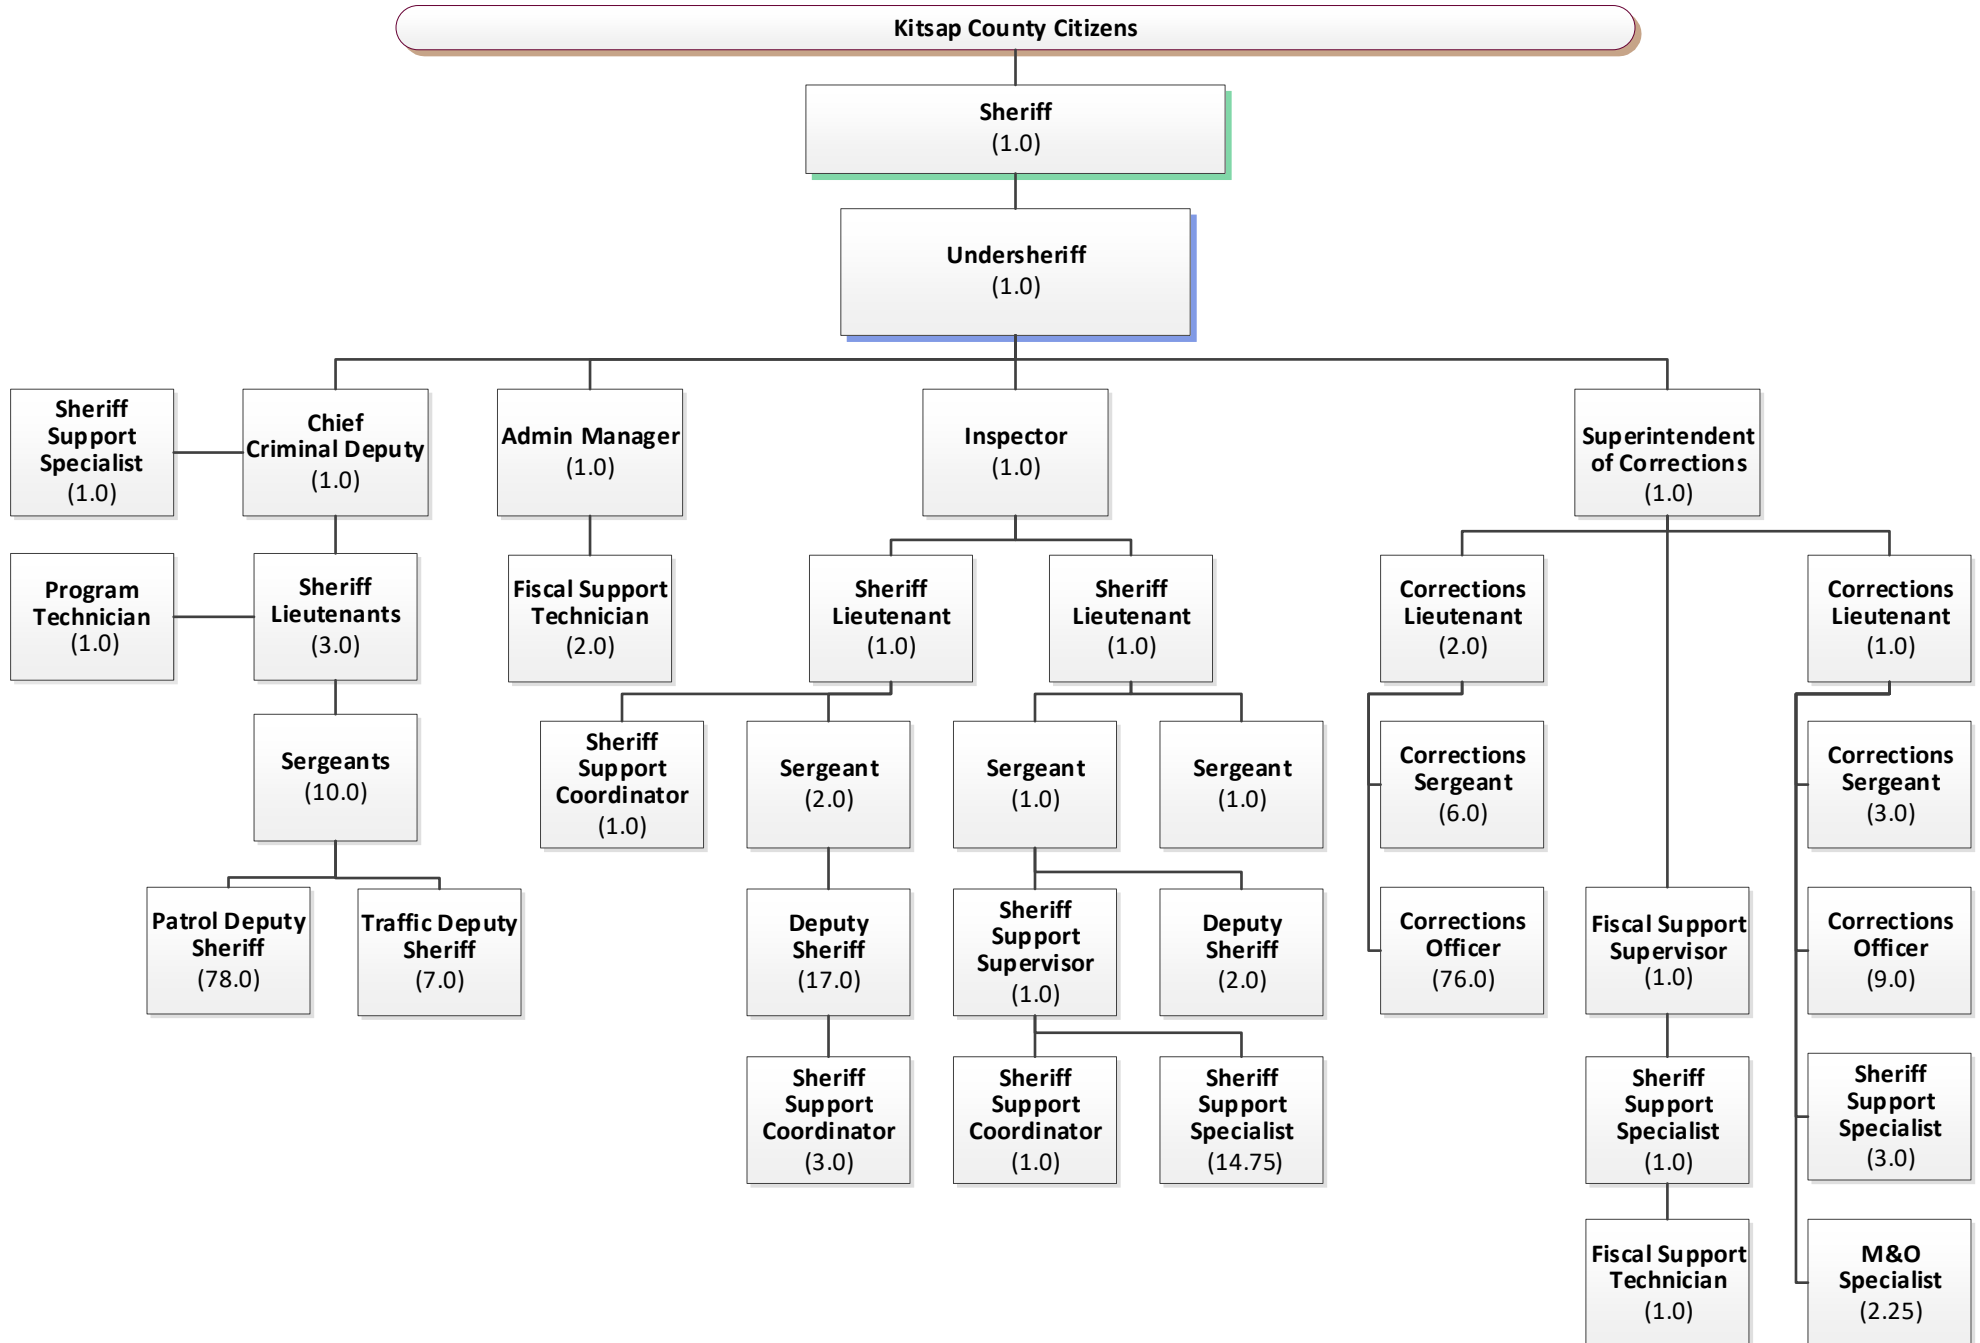 Kitsap County Citizens
Sheriff
(1.0)
Undersheriff
(1.0)
Sheriff
Support
Specialist
(1.0)
Chief
Criminal Deputy
(1.0)
Admin Manager
(1.0)
Inspector
(1.0)
Superintendent
of Corrections
(1.0)
Program
Technician
(1.0)
Sheriff
Lieutenants
(3.0)
Fiscal Support
Technician
(2.0)
Sheriff
Lieutenant
(1.0)
Sheriff
Lieutenant
(1.0)
Corrections
Lieutenant
(2.0)
Corrections
Lieutenant
(1.0)
Sergeants
(10.0)
Sheriff
Support
Coordinator
(1.0)
Sergeant
(2.0)
Sergeant
(1.0)
Sergeant
(1.0)
Corrections
Sergeant
(6.0)
Corrections
Sergeant
(3.0)
Patrol Deputy
Sheriff
(78.0)
Traffic Deputy
Sheriff
(7.0)
Deputy
Sheriff
(17.0)
Sheriff
Support
Supervisor
(1.0)
Deputy
Sheriff
(2.0)
Corrections
Officer
(76.0)
Fiscal Support
Supervisor
(1.0)
Corrections
Officer
(9.0)
Sheriff
Support
Coordinator
(3.0)
Sheriff
Support
Coordinator
(1.0)
Sheriff
Support
Specialist
(14.75)
Sheriff
Support
Specialist
(1.0)
Sheriff
Support
Specialist
(3.0)
Fiscal Support
Technician
(1.0)
M&O
Specialist
(2.25)